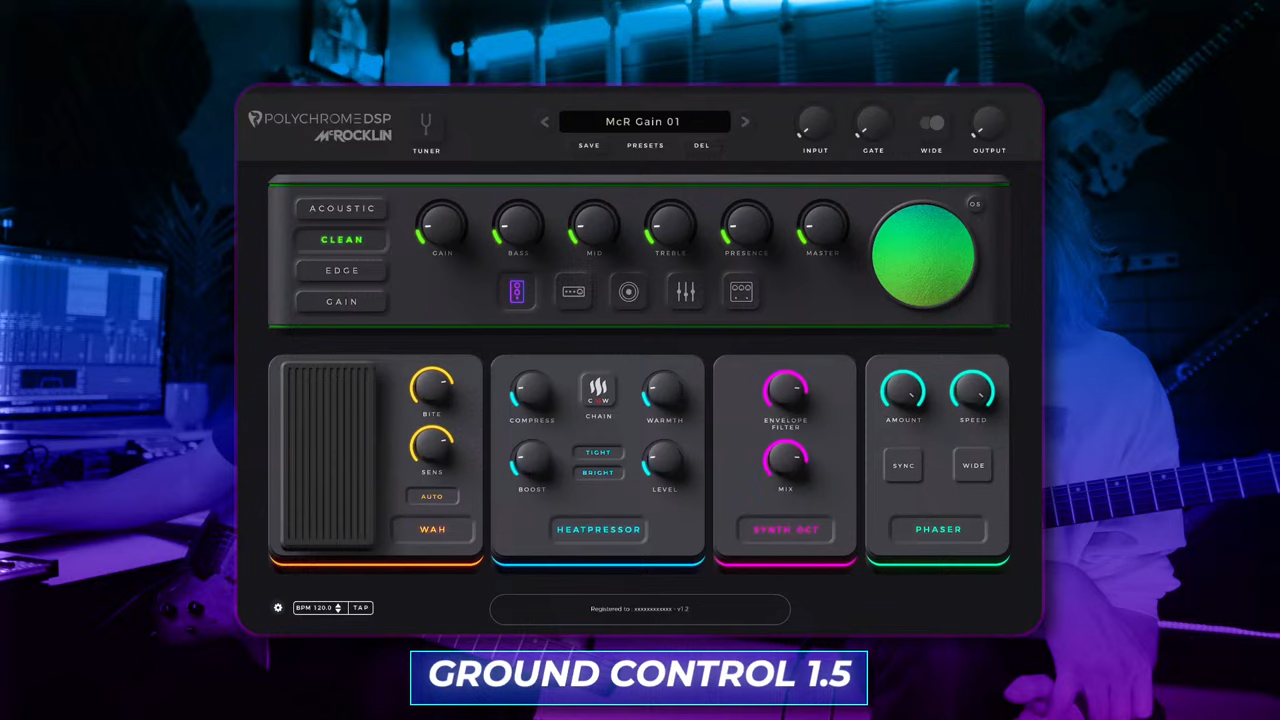 POLYCHROMEDSP
McROCKLIN
TUNER
McR Gain 01
SAVE PRESETS DEL
INPUT GATE WIDE OUTPUT
ACOUSTIC
CLEAN
EDGE
GAIN
GAIN BASS MID TREBLE PRESENCE MASTER
OS
BITE
SENS
AUTO
WAH
COMPRESS
C W
CHAIN
WARMTH
TIGHT
BRIGHT
BOOST
LEVEL
HEATPRESSOR
ENVELOPE
FILTER
MIX
SYNTH OCT
AMOUNT SPEED
SYNC WIDE
PHASER
BPM 120.0 TAP
Registered to : xxxxxxxxxxxx - v1.2
GROUND CONTROL 1.5